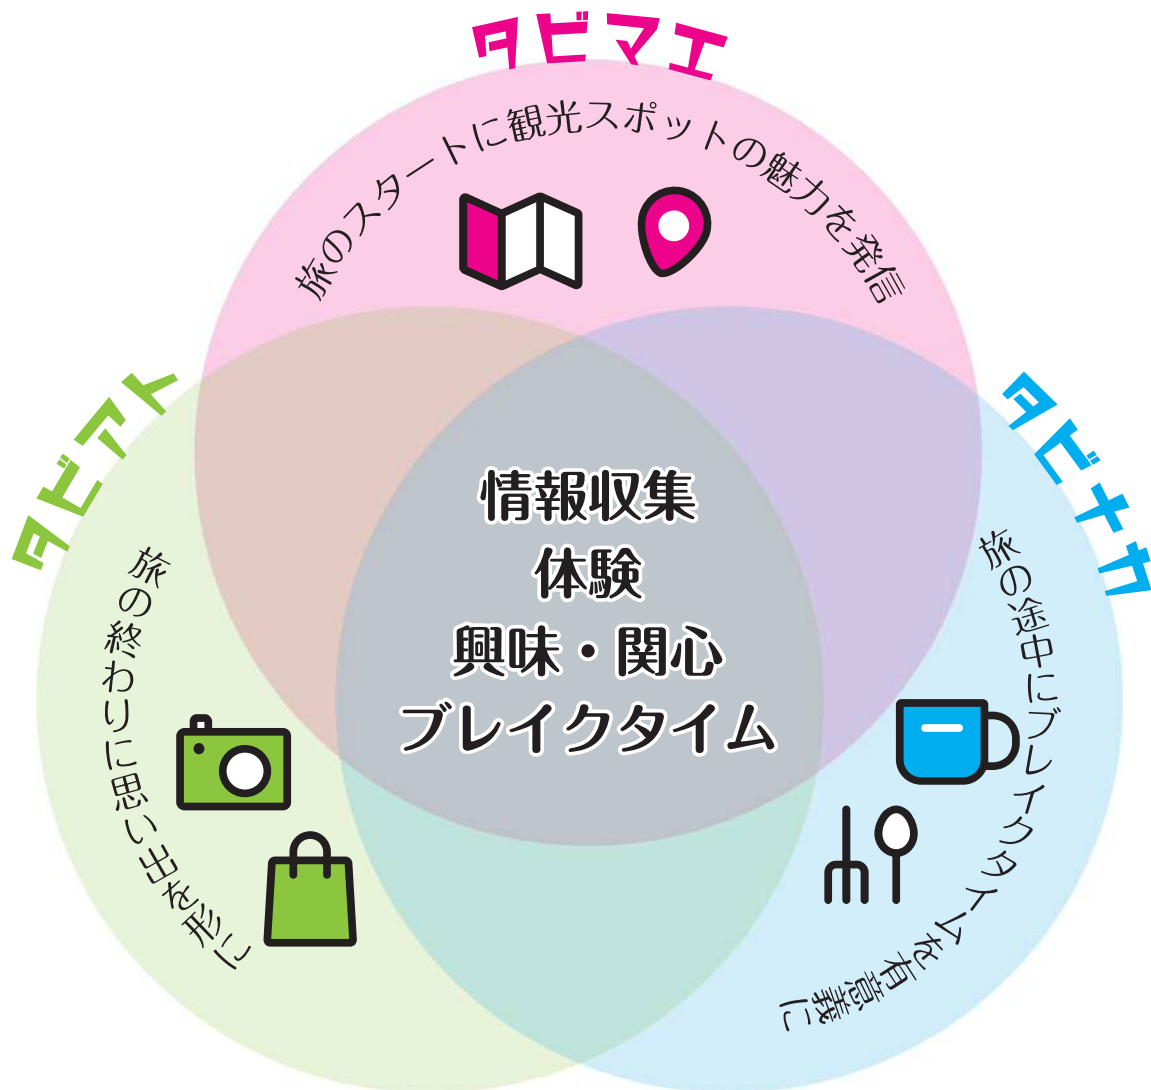 タビマエ
旅のスタートに観光スポットの魅力を発信
タビアト
旅の終わりに思い出を形に
タビナカ
旅の途中にブレイクタイムを有意義に
情報収集
体験
興味・関心
ブレイクタイム